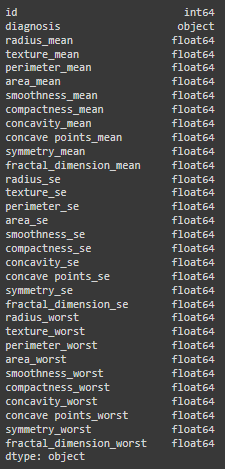 id int64
diagnosis object
radius_mean float64
texture_mean float64
perimeter_mean float64
area_mean float64
smoothness_mean float64
compactness_mean float64
concavity_mean float64
concave points_mean float64
symmetry_mean float64
fractal_dimension_mean float64
radius_se float64
texture_se float64
perimeter_se float64
area_se float64
smoothness_se float64
compactness_se float64
concavity_se float64
concave points_se float64
symmetry_se float64
fractal_dimension_se float64
radius_worst float64
texture_worst float64
perimeter_worst float64
area_worst float64
smoothness_worst float64
compactness_worst float64
concavity_worst float64
concave points_worst float64
symmetry_worst float64
fractal_dimension_worst float64
dtype: object